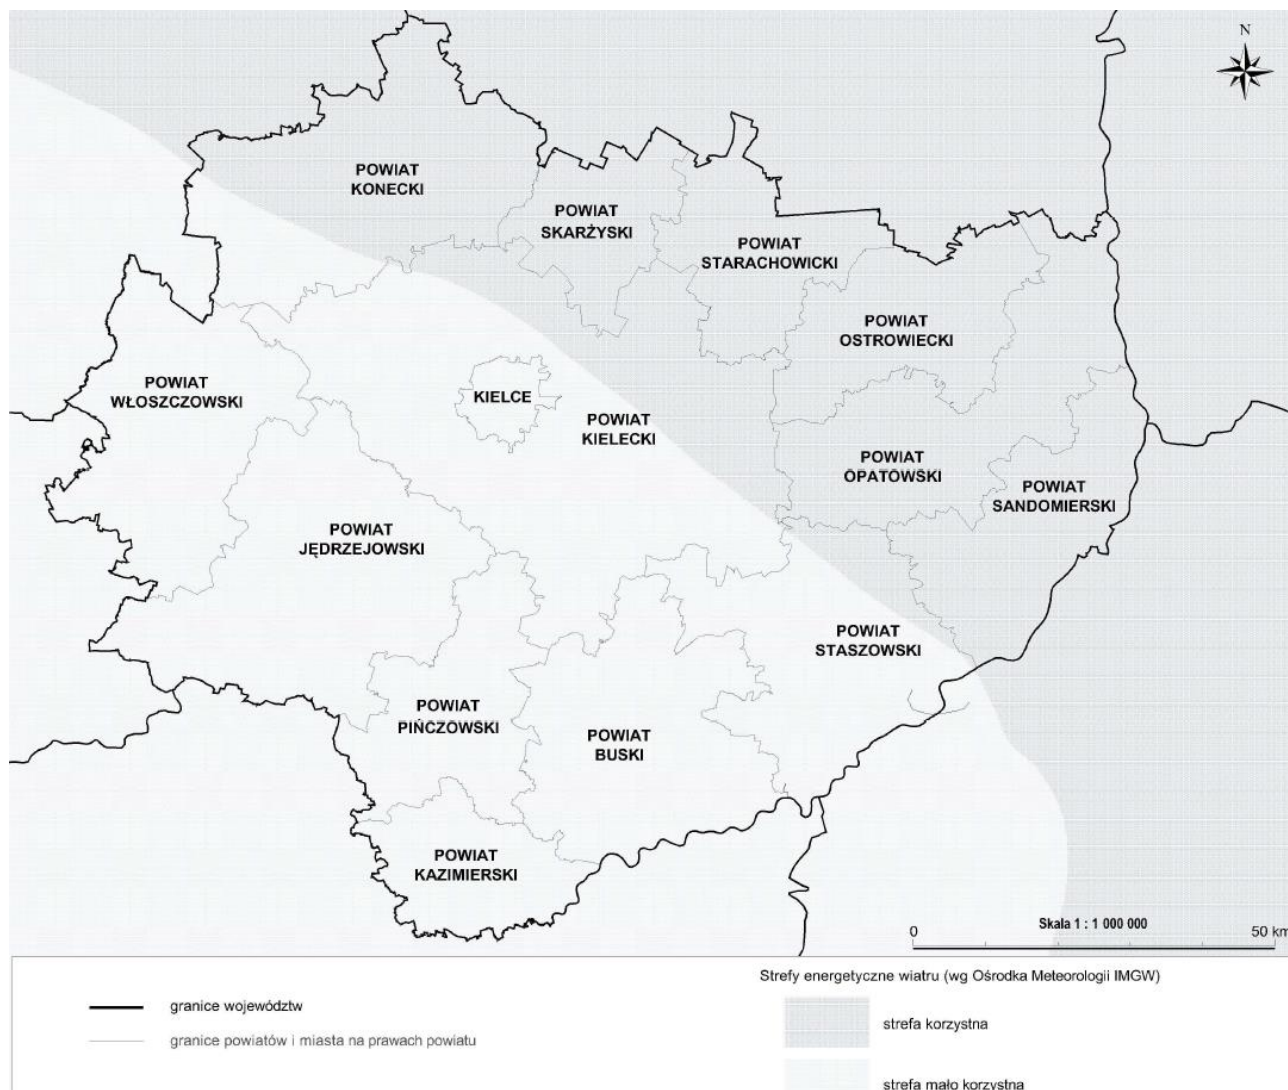 N
POWIAT
KONECKI
POWIAT
SKARŻYSKI
POWIAT
STARACHOWICKI
POWIAT
OSTROWIECKI
POWIAT
WŁOSZCZOWSKI
KIELCE
POWIAT
KIELECKI
POWIAT
OPATOWSKI
POWIAT
SANDOMIERSKI
POWIAT
JĘDRZEJOWSKI
POWIAT
STASZOWSKI
POWIAT
PIŃCZOWSKI
POWIAT
BUSKI
POWIAT
KAZIMIERSKI
Skala 1 : 1 000 000
0 50 km
Strefy energetyczne wiatru (wg Ośrodka Meteorologii IMGW)
granice województw
strefa korzystna
granice powiatów i miasta na prawach powiatu
strefa mało korzystna